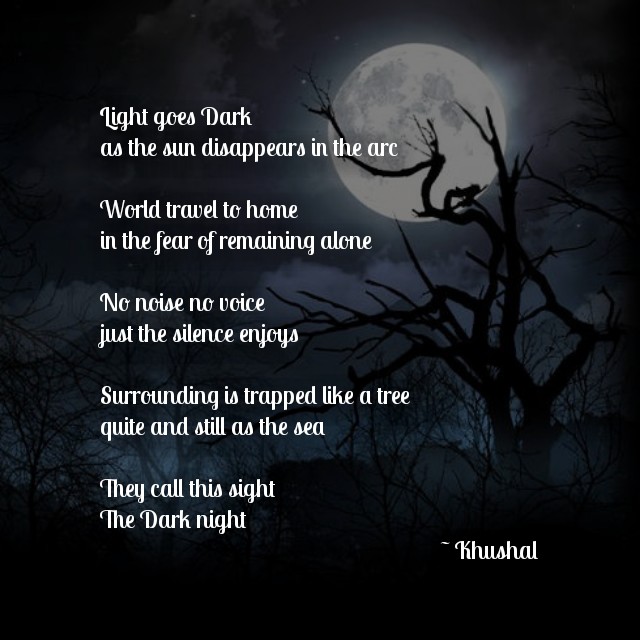 Light goes Dark
as the sun disappears in the arc
World travel to home
in the fear of remaining alone
No noise no voice
just the silence enjoys
Surrounding is trapped like a tree
quite and still as the sea
They call this sight
The Dark night
~ Khushal